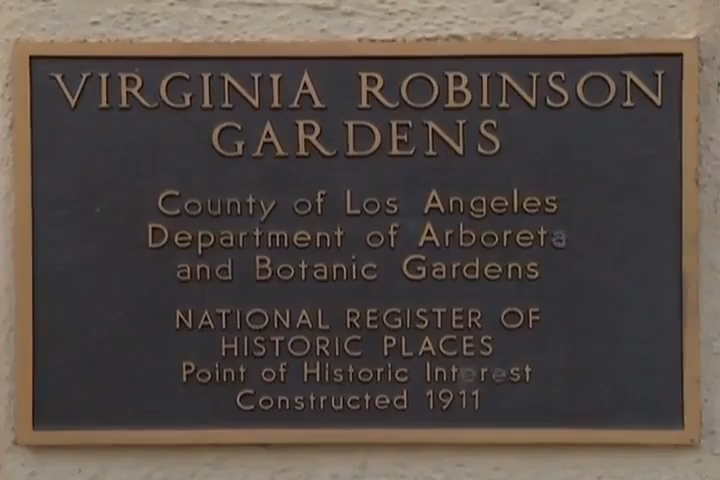 VIRGINIA ROBINSON
GARDENS
County of Los Angeles
Department of Arboreta
and Botanic Gardens
NATIONAL REGISTER OF
HISTORIC PLACES
Point of Historic Interest
Constructed 1911